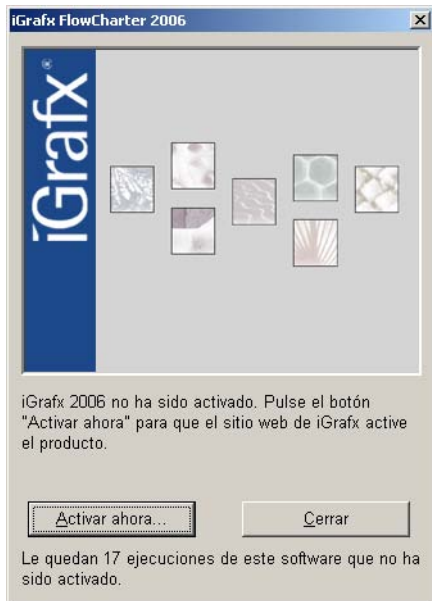 iGrafx FlowCharter 2006
iGrafx®
iGrafx 2006 no ha sido activado. Pulse el botón
"Activar ahora" para que el sitio web de iGrafx active
el producto.
Activar ahora...
Cerrar
Le quedan 17 ejecuciones de este software que no ha
sido activado.